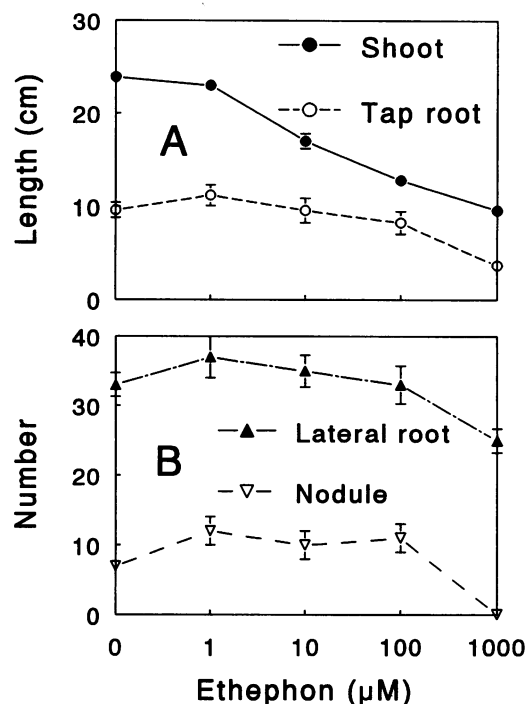 30
20
10
0
Length (cm)
A
Shoot
Tap root
40
30
20
10
0
Number
B
Lateral root
Nodule
0 1 10 100 1000
Ethephon (μM)